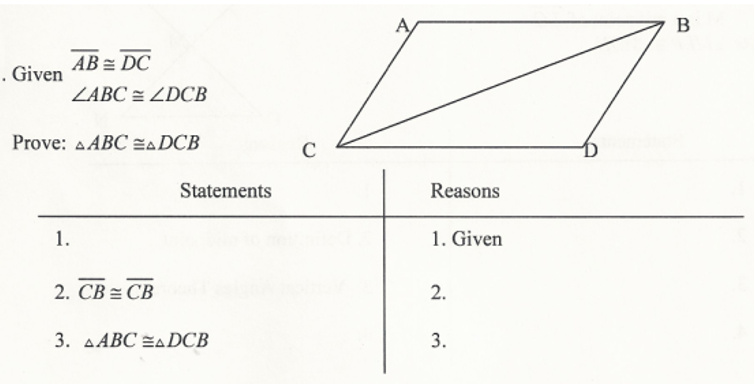 A B
. Given AB ≅ DC
∠ABC ≅ ∠DCB
Prove: △ABC ≅△DCB
C D
Statements Reasons
1. 1. Given
2. CB ≅ CB 2.
3. △ABC ≅△DCB 3.